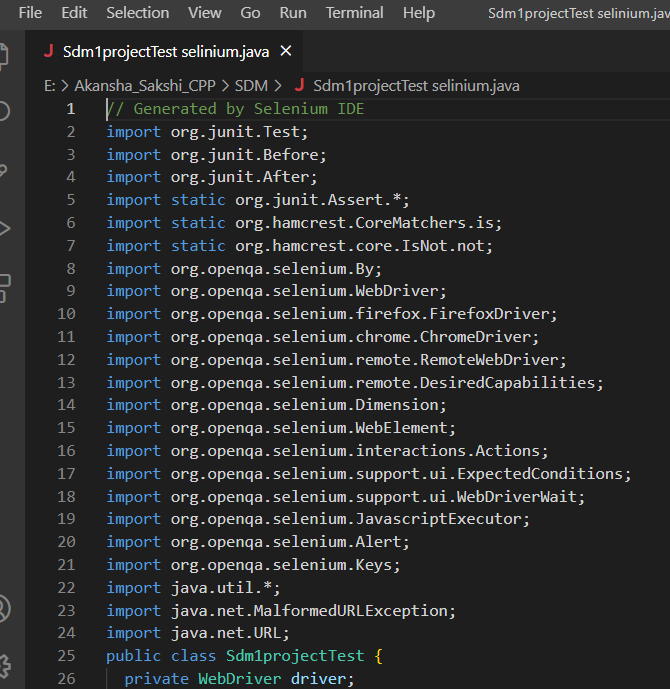 File Edit Selection View Go Run Terminal Help Sdm1projectTest selinium.jav
J Sdm1projectTest selinium.java ×
E: > Akansha_Sakshi_CPP > SDM > J Sdm1projectTest selinium.java
1 // Generated by Selenium IDE
2 import org.junit.Test;
3 import org.junit.Before;
4 import org.junit.After;
5 import static org.junit.Assert.*;
6 import static org.hamcrest.CoreMatchers.is;
7 import static org.hamcrest.core.IsNot.not;
8 import org.openqa.selenium.By;
9 import org.openqa.selenium.WebDriver;
10 import org.openqa.selenium.firefox.FirefoxDriver;
11 import org.openqa.selenium.chrome.ChromeDriver;
12 import org.openqa.selenium.remote.RemoteWebDriver;
13 import org.openqa.selenium.remote.DesiredCapabilities;
14 import org.openqa.selenium.Dimension;
15 import org.openqa.selenium.WebElement;
16 import org.openqa.selenium.interactions.Actions;
17 import org.openqa.selenium.support.ui.ExpectedConditions;
18 import org.openqa.selenium.support.ui.WebDriverWait;
19 import org.openqa.selenium.JavascriptExecutor;
20 import org.openqa.selenium.Alert;
21 import org.openqa.selenium.Keys;
22 import java.util.*;
23 import java.net.MalformedURLException;
24 import java.net.URL;
25 public class Sdm1projectTest {
26 private WebDriver driver;